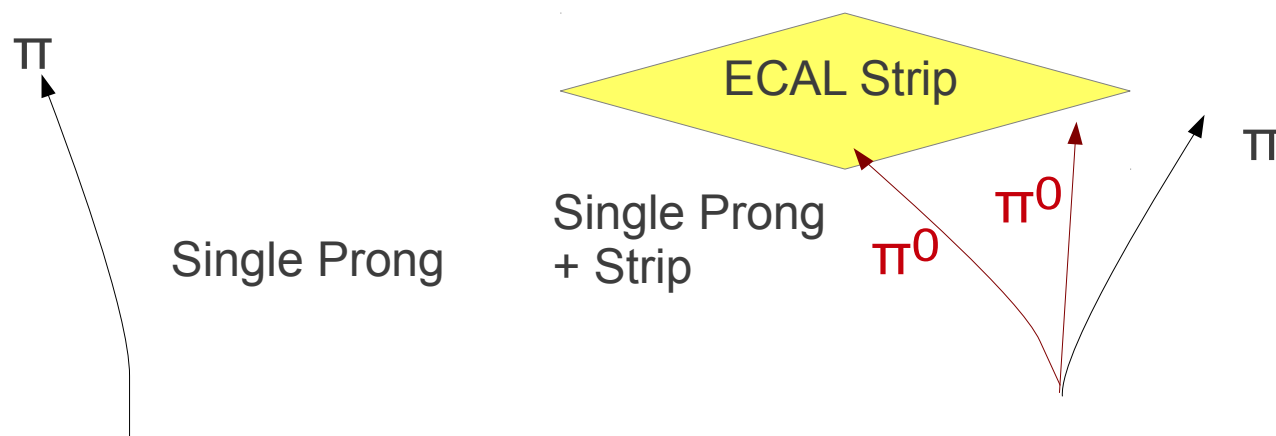 π
ECAL Strip
π
π⁰
Single Prong
+ Strip
π⁰
Single Prong